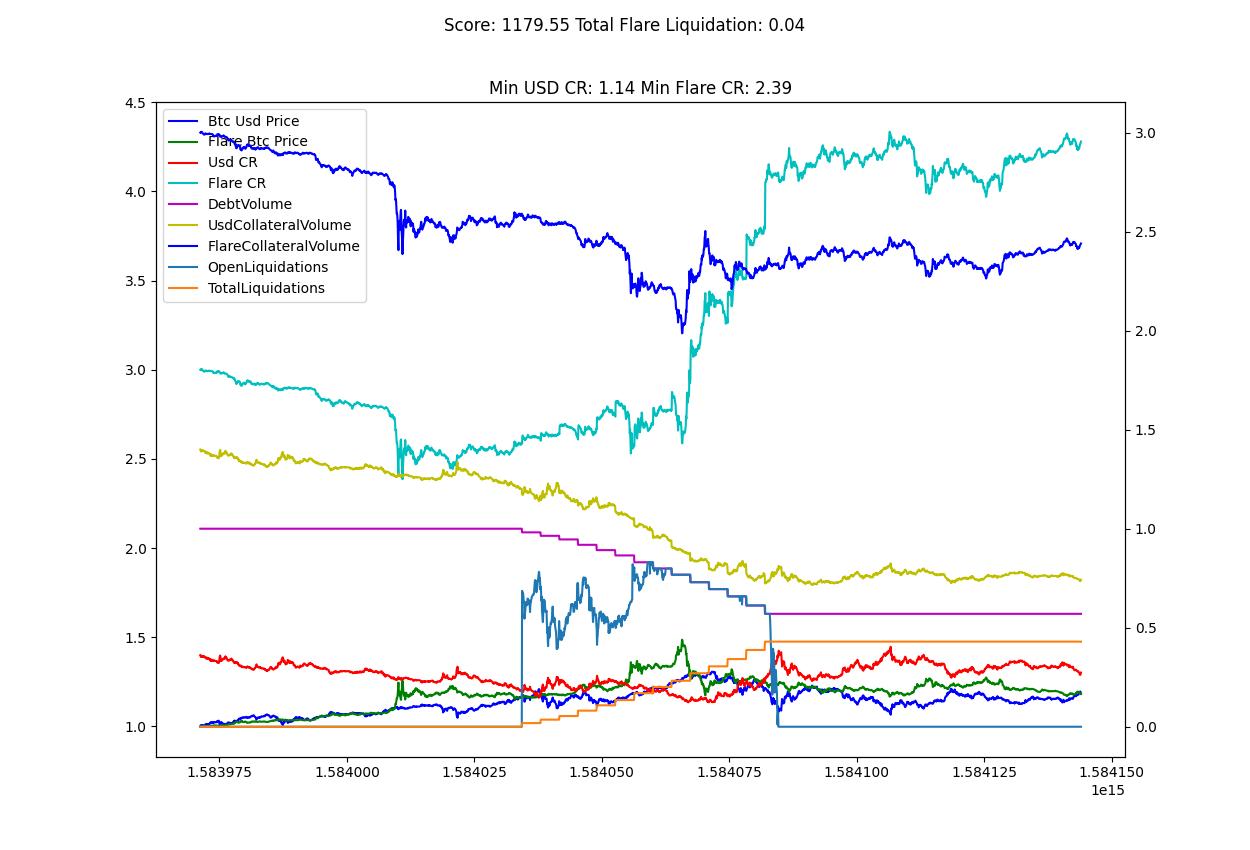 Score: 1179.55 Total Flare Liquidation: 0.04
Min USD CR: 1.14 Min Flare CR: 2.39
Btc Usd Price
Flare Btc Price
Usd CR
Flare CR
DebtVolume
UsdCollateralVolume
FlareCollateralVolume
OpenLiquidations
TotalLiquidations
4.5
4.0
3.5
3.0
2.5
2.0
1.5
1.0
3.0
2.5
2.0
1.5
1.0
0.5
0.0
1.583975 1.584000 1.584025 1.584050 1.584075 1.584100 1.584125 1.584150
1e15